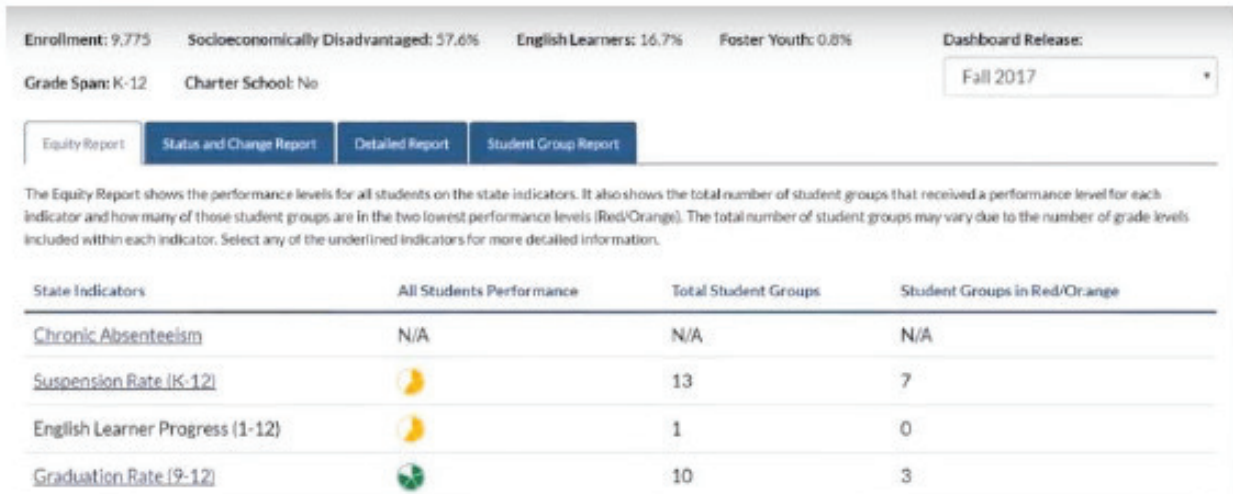 Enrollment: 9,775 Socioeconomically Disadvantaged: 57.6% English Learners: 16.7% Foster Youth: 0.8% Dashboard Release:
Grade Span: K-12 Charter School: No Fall 2017
Equity Report Status and Change Report Detailed Report Student Group Report
The Equity Report shows the performance levels for all students on the state indicators. It also shows the total number of student groups that received a performance level for each
indicator and how many of those student groups are in the two lowest performance levels (Red/Orange). The total number of student groups may vary due to the number of grade levels
included within each indicator. Select any of the underlined indicators for more detailed information.
State Indicators All Students Performance Total Student Groups Student Groups in Red/Orange
Chronic Absenteeism N/A N/A N/A
Suspension Rate (K-12) 13 7
English Learner Progress (1-12) 1 0
Graduation Rate (9-12) 10 3